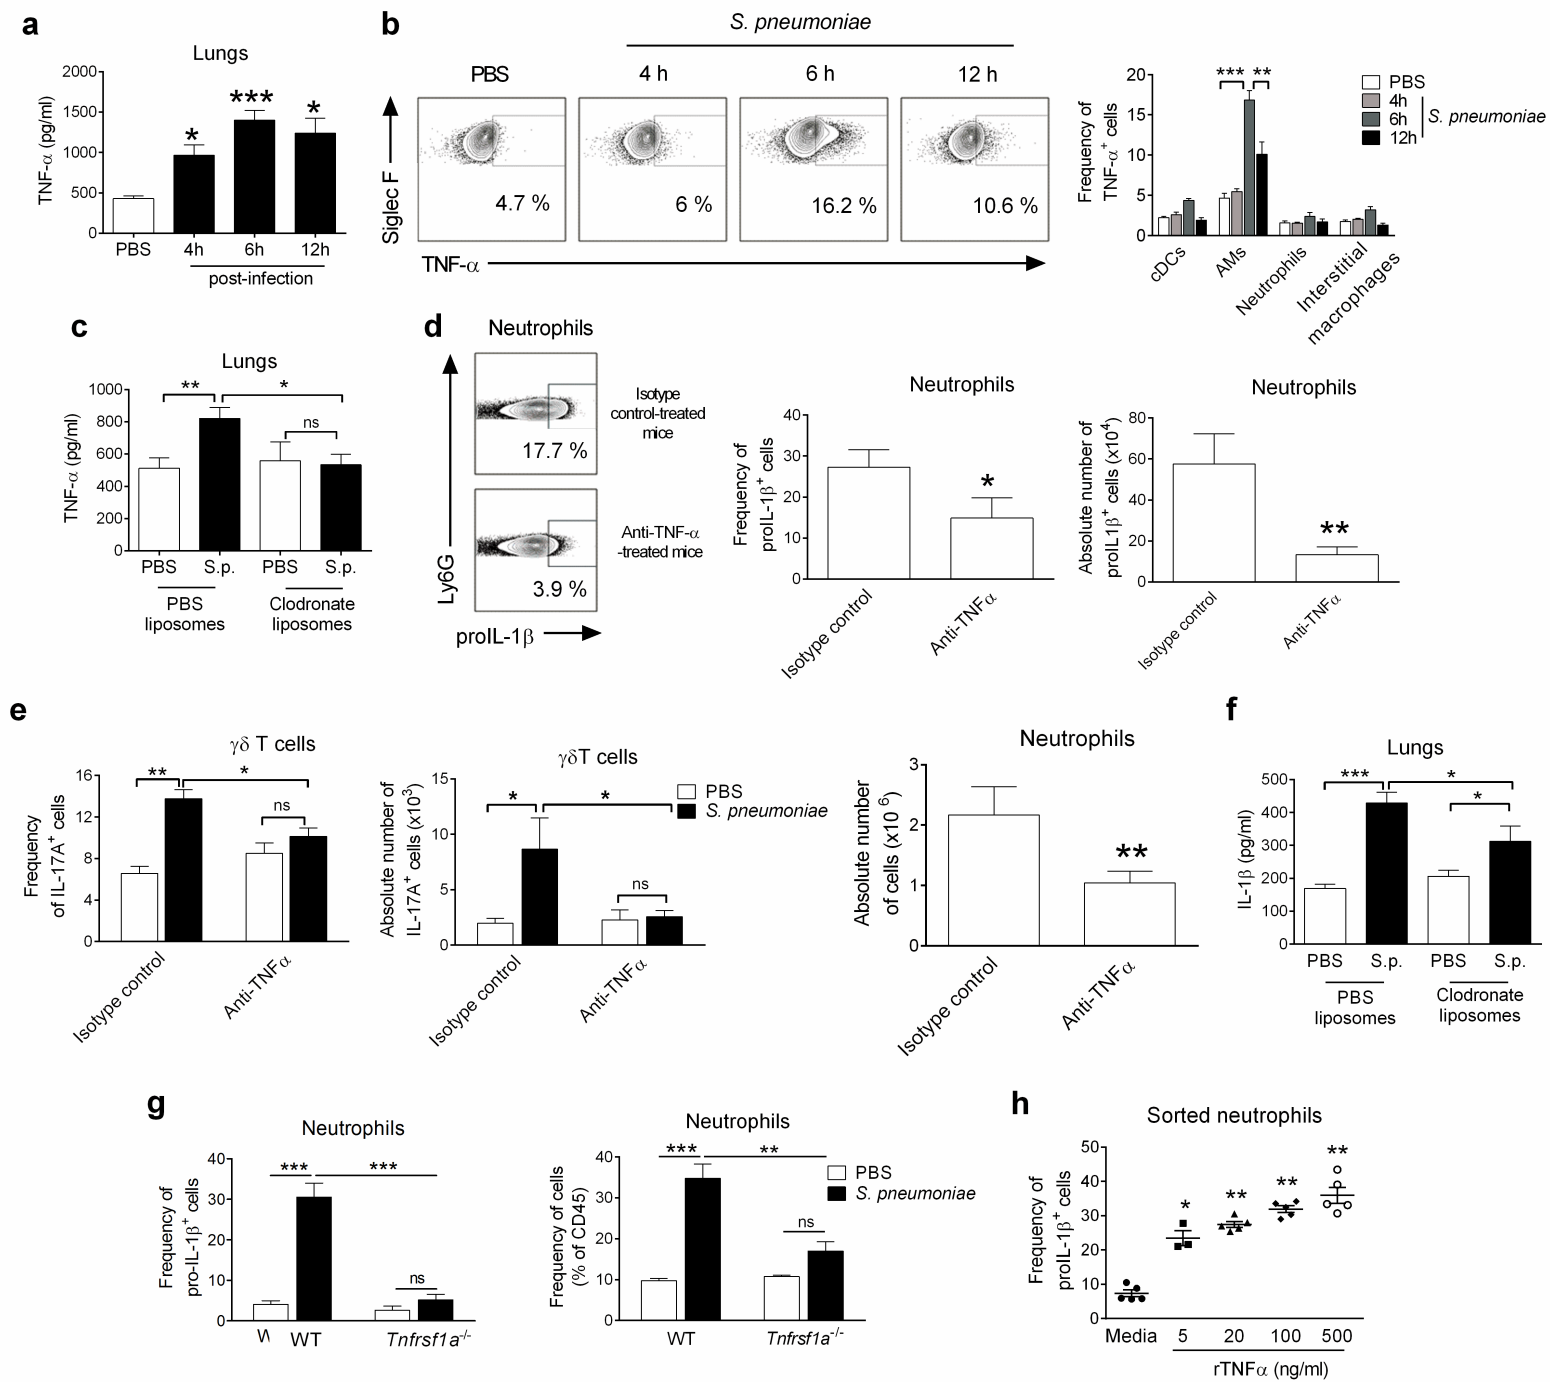 a
Lungs
TNF-α (pg/ml)
2000
1500
1000
500
0
*
***
*
PBS
4h
6h
12h
post-infection
b
S. pneumoniae
PBS
4 h
6 h
12 h
4.7 %
6 %
16.2 %
10.6 %
Siglec F
TNF-α
Frequency of
TNF-α+ cells
20
15
10
5
0
***
**
cDCs
AMs
Neutrophils
Interstitial
macrophages
PBS
4h
6h
12h
S. pneumoniae
c
Lungs
TNF-α (pg/ml)
1000
800
600
400
200
0
**
*
ns
PBS
S.p.
PBS
S.p.
PBS
liposomes
Clodronate
liposomes
d
Neutrophils
17.7 %
Isotype
control-treated
mice
3.9 %
Anti-TNF-α
-treated mice
Ly6G
proIL-1β
Neutrophils
Frequency of
proIL-1β+ cells
40
30
20
10
0
*
Isotype control
Anti-TNFα
Neutrophils
Absolute number of
proIL1β+ cells (x10⁴)
80
60
40
20
0
**
Isotype control
Anti-TNFα
e
γδ T cells
Frequency
of IL-17A+ cells
16
12
8
4
0
**
*
ns
Isotype control
Anti-TNFα
γδT cells
Absolute number of
IL-17A+ cells (x10³)
15
10
5
0
*
*
ns
PBS
S. pneumoniae
Isotype control
Anti-TNFα
Neutrophils
Absolute number
of cells (x10 ⁶)
3
2
1
0
**
Isotype control
Anti-TNFα
f
Lungs
IL-1β (pg/ml)
500
400
300
200
100
0
***
*
*
PBS
S.p.
PBS
S.p.
PBS
liposomes
Clodronate
liposomes
g
Neutrophils
Frequency of
pro-IL-1β+ cells
40
30
20
10
0
***
***
ns
WT
Tnfrsf1a-/-
Neutrophils
Frequency of cells
(% of CD45)
40
30
20
10
0
***
**
ns
PBS
S. pneumoniae
WT
Tnfrsf1a-/-
h
Sorted neutrophils
Frequency of
proIL-1β+ cells
50
40
30
20
10
0
*
**
**
**
Media
5
20
100
500
rTNFα (ng/ml)